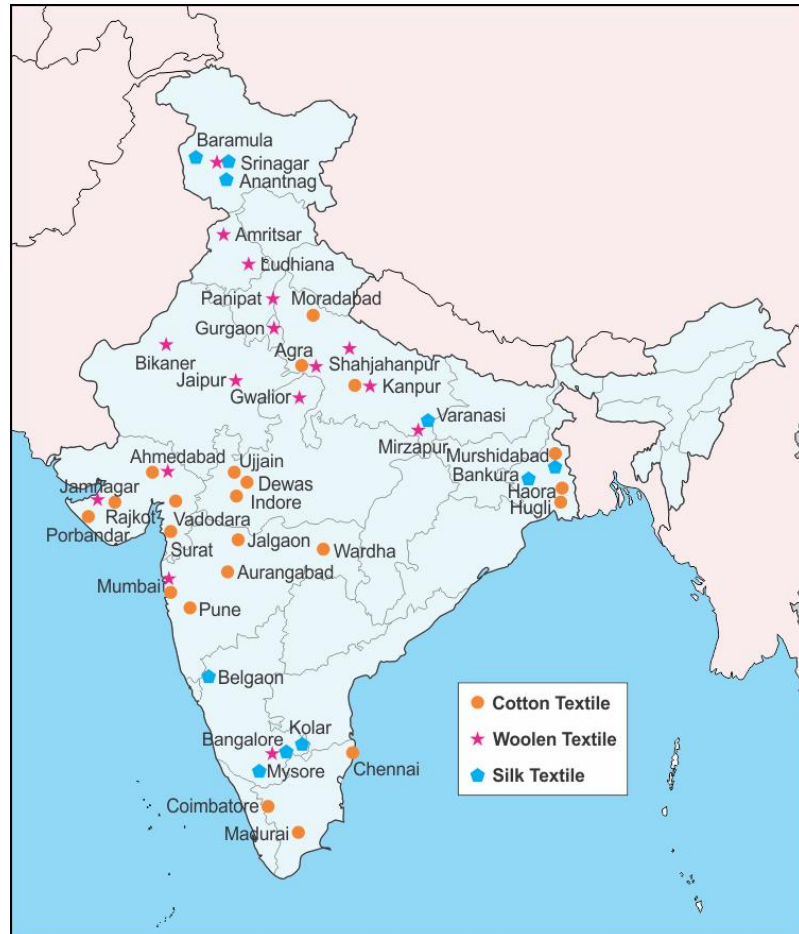 Baramula
Srinagar
Anantnag
Amritsar
Ludhiana
Panipat
Moradabad
Gurgaon
Agra
Bikaner
Shahjahanpur
Jaipur
Kanpur
Gwalior
Varanasi
Mirzapur
Ahmedabad
Ujjain
Murshidabad
Bankura
Dewas
Jamnagar
Indore
Haora
Rajkot
Hugli
Vadodara
Porbandar
Surat
Jalgaon
Wardha
Aurangabad
Mumbai
Pune
Belgaon
Cotton Textile
Kolar
Bangalore
Woolen Textile
Chennai
Mysore
Silk Textile
Coimbatore
Madurai